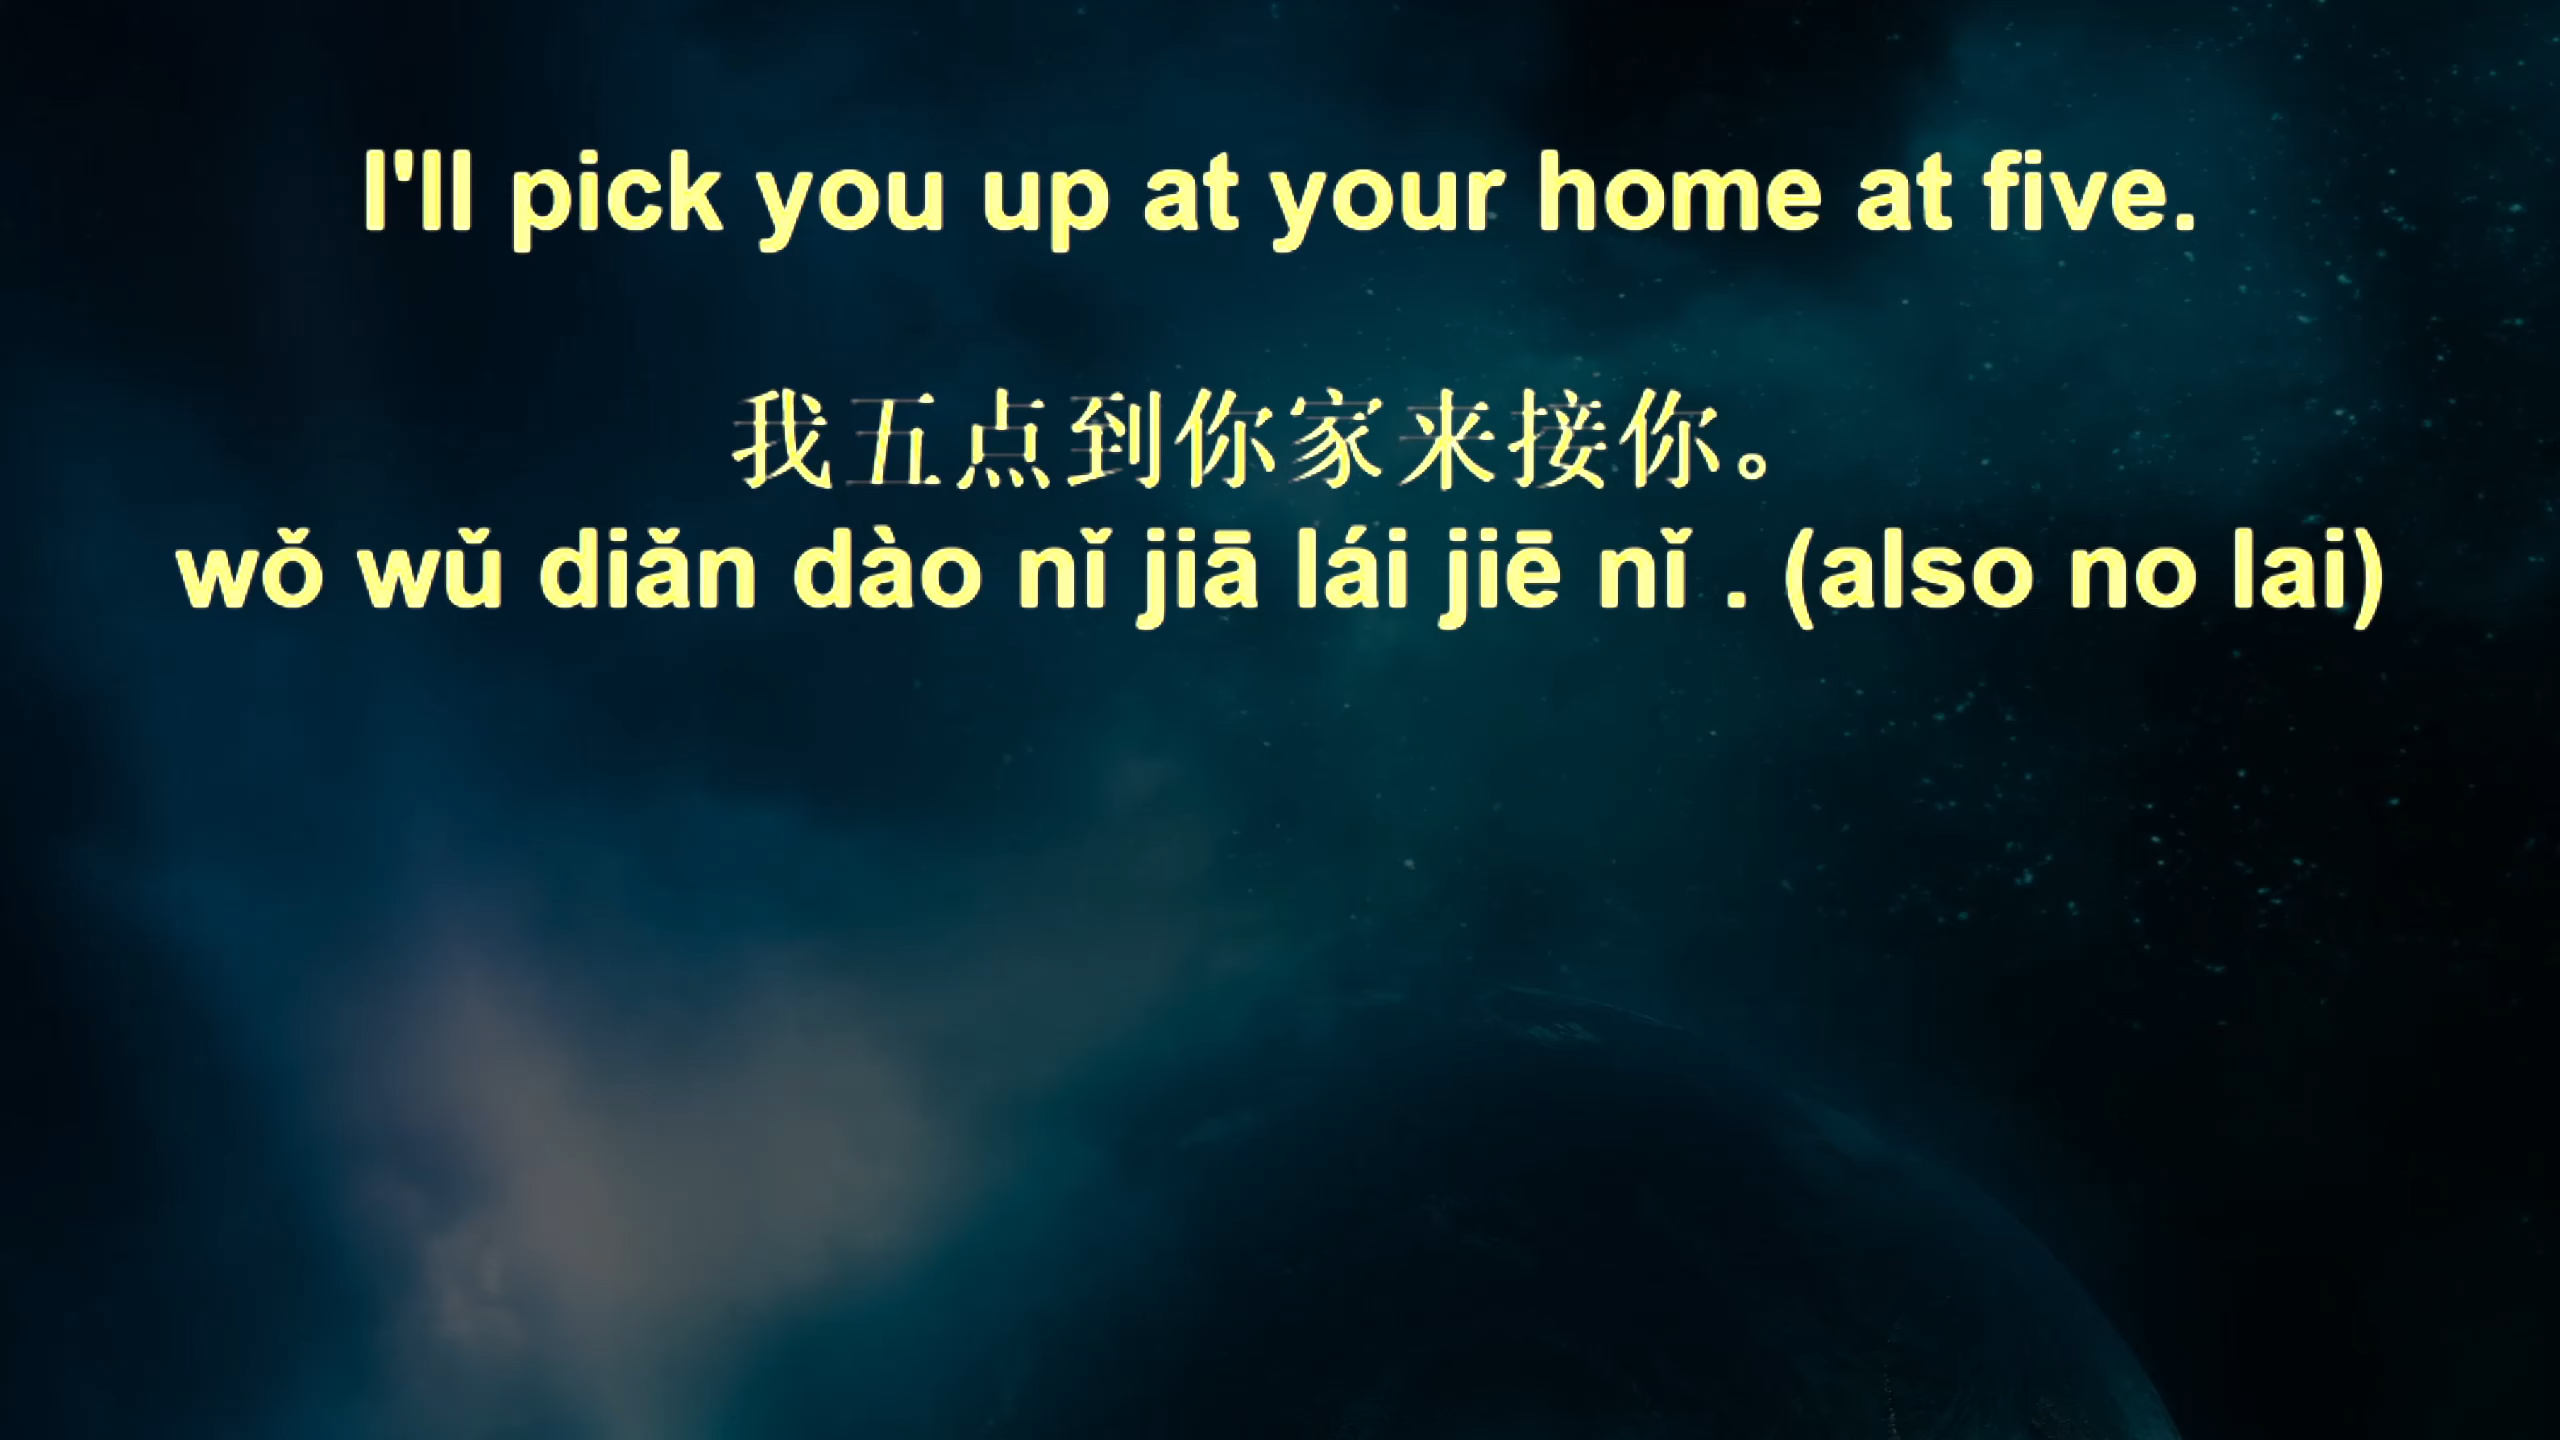 I'll pick you up at your home at five.
我五点到你家来接你。
wǒ wǔ diǎn dào nǐ jiā lái jiē nǐ . (also no lai)